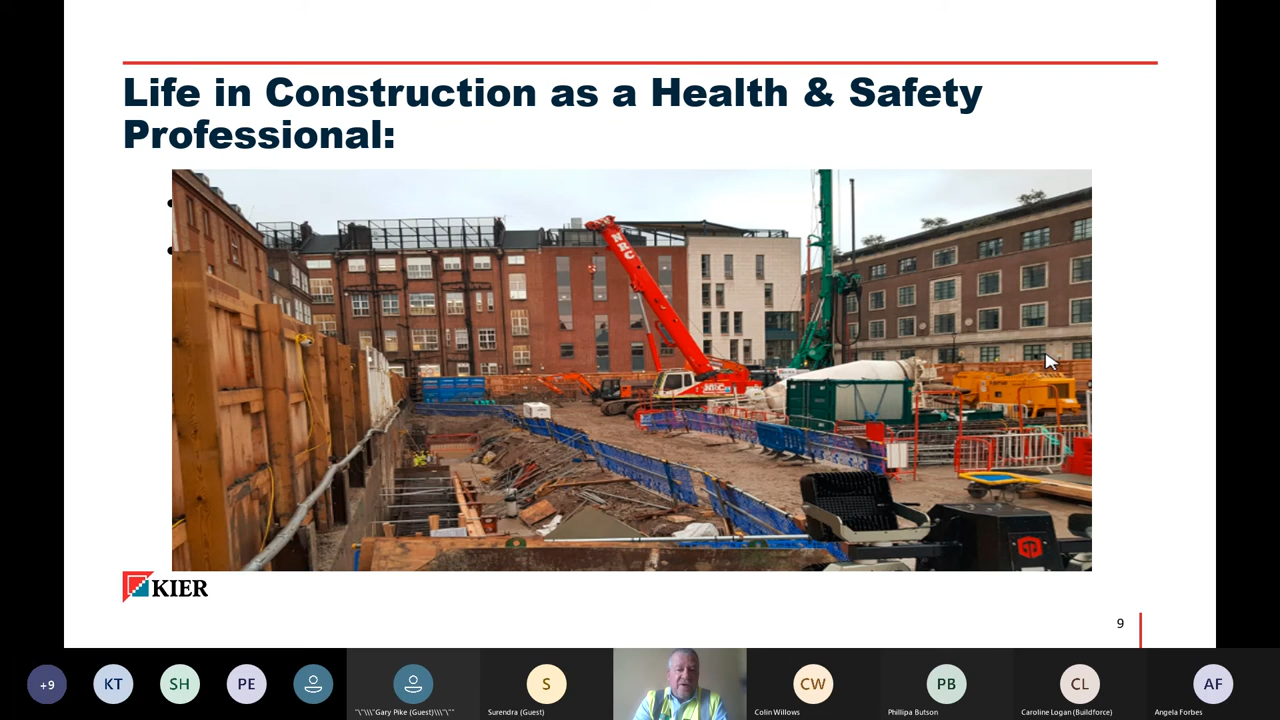 Life in Construction as a Health & Safety
Professional:
NRC
KIER
9
+9
KT
SH
PE
S
CW
PB
CL
AF
"\"\\\"Gary Pike (Guest)\\\"\""
Surendra (Guest)
Colin Willows
Phillipa Butson
Caroline Logan (Buildforce)
Angela Forbes